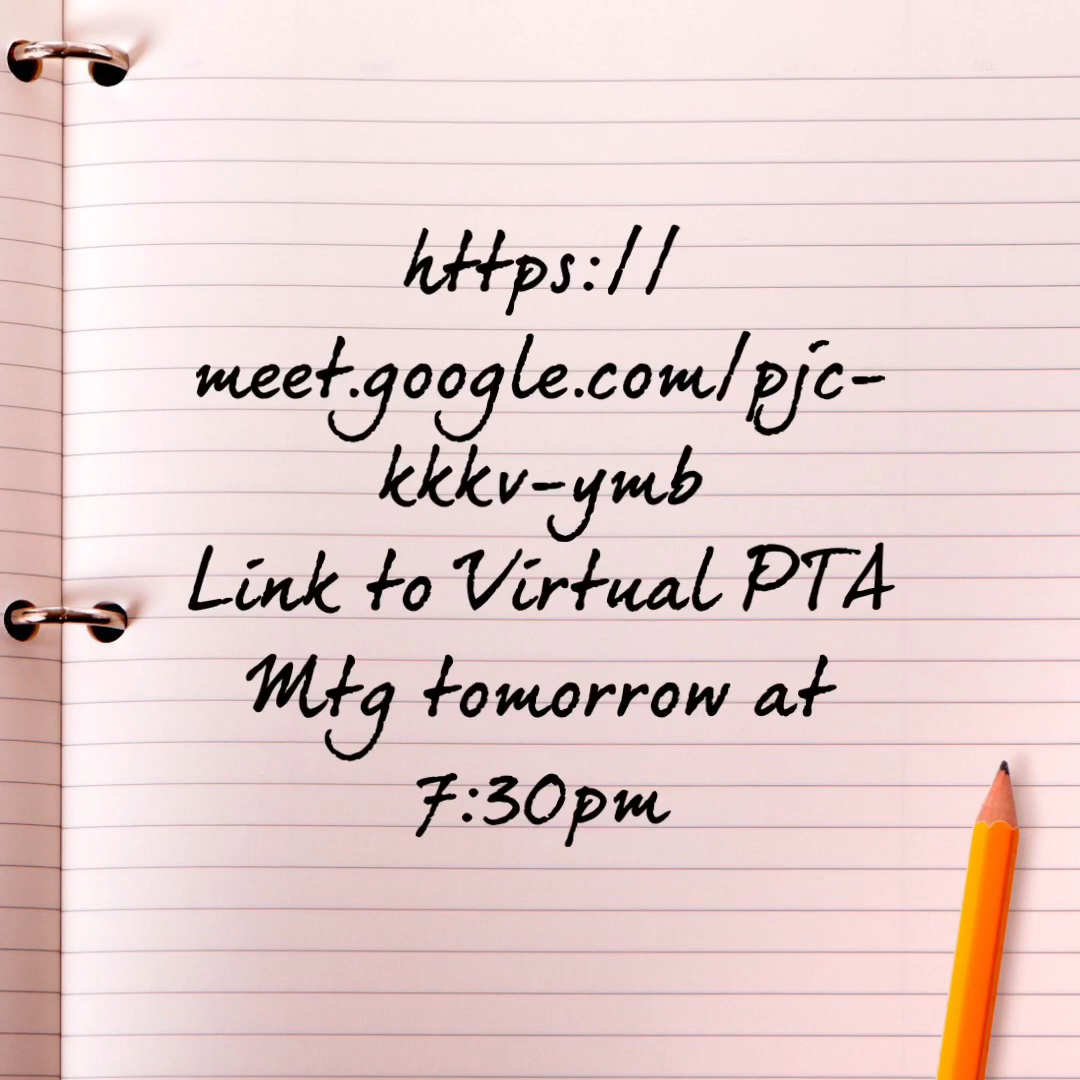 https://
meet.google.com/pjc-
kkkv-ymb
Link to Virtual PTA
Mtg tomorrow at
7:30pm